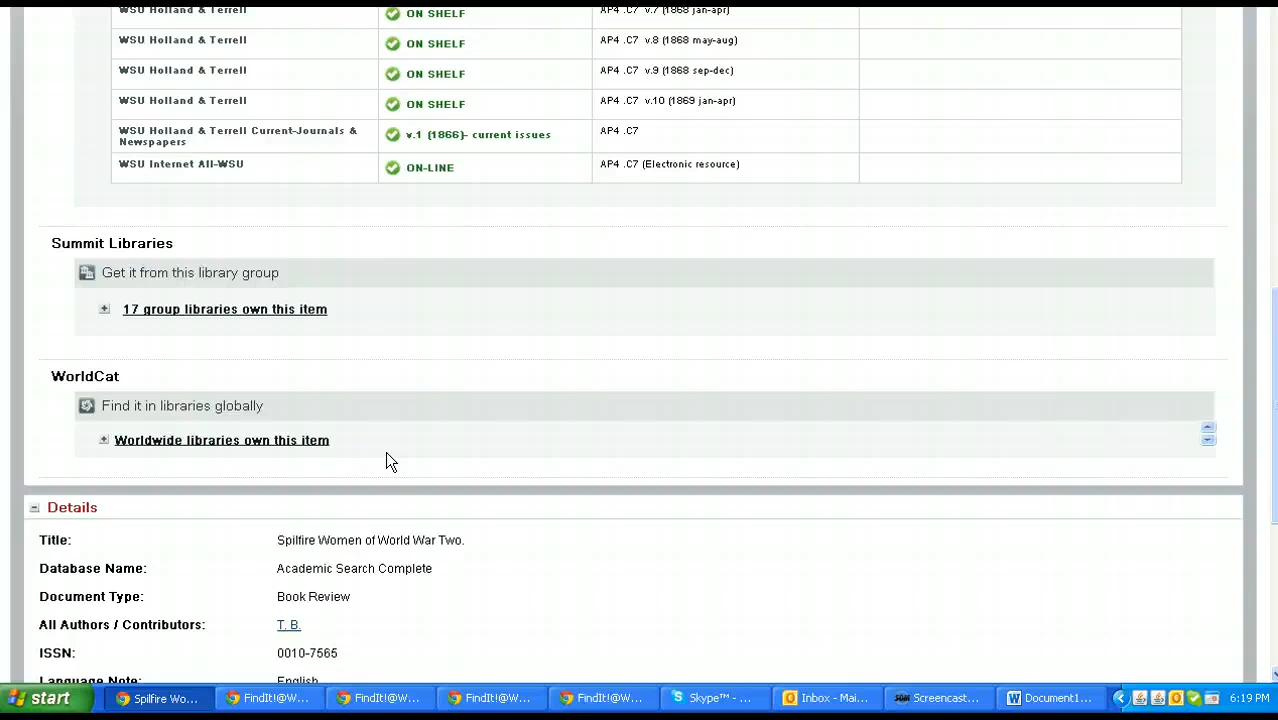 WSU Holland & Terrell ON SHELF AP4 .C7 v.7 (1868 jan-apr)
WSU Holland & Terrell ON SHELF AP4 .C7 v.8 (1868 may-aug)
WSU Holland & Terrell ON SHELF AP4 .C7 v.9 (1868 sep-dec)
WSU Holland & Terrell ON SHELF AP4 .C7 v.10 (1869 jan-apr)
WSU Holland & Terrell Current-Journals &
Newspapers v.1 (1866)- current issues AP4 .C7
WSU Internet All-WSU ON-LINE AP4 .C7 (Electronic resource)
Summit Libraries
Get it from this library group
17 group libraries own this item
WorldCat
Find it in libraries globally
Worldwide libraries own this item
Details
Title: Spilfire Women of World War Two.
Database Name: Academic Search Complete
Document Type: Book Review
All Authors / Contributors: T. B.
ISSN: 0010-7565
Language Note: English
start Spilfire Wo... FindIt!@W... FindIt!@W... FindIt!@W... FindIt!@W... Skype™ - ... Inbox - Mai... Screencast... Document1... 6:19 PM